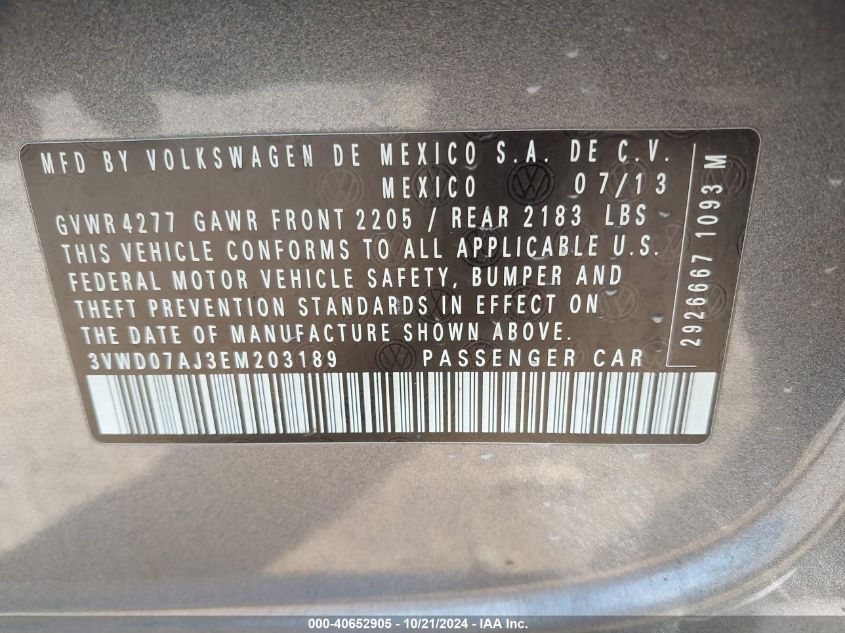 MFD BY VOLKSWAGEN DE MEXICO S.A. DE C.V.
MEXICO 07/13
GVWR 4277 GAWR FRONT 2205 / REAR 2183 LBS
THIS VEHICLE CONFORMS TO ALL APPLICABLE U.S.
FEDERAL MOTOR VEHICLE SAFETY, BUMPER AND
THEFT PREVENTION STANDARDS IN EFFECT ON
THE DATE OF MANUFACTURE SHOWN ABOVE.
3VWD07AJ3EM203189 PASSENGER CAR
2926667 1093 M
000-40652905 - 10/21/2024 - IAA Inc.